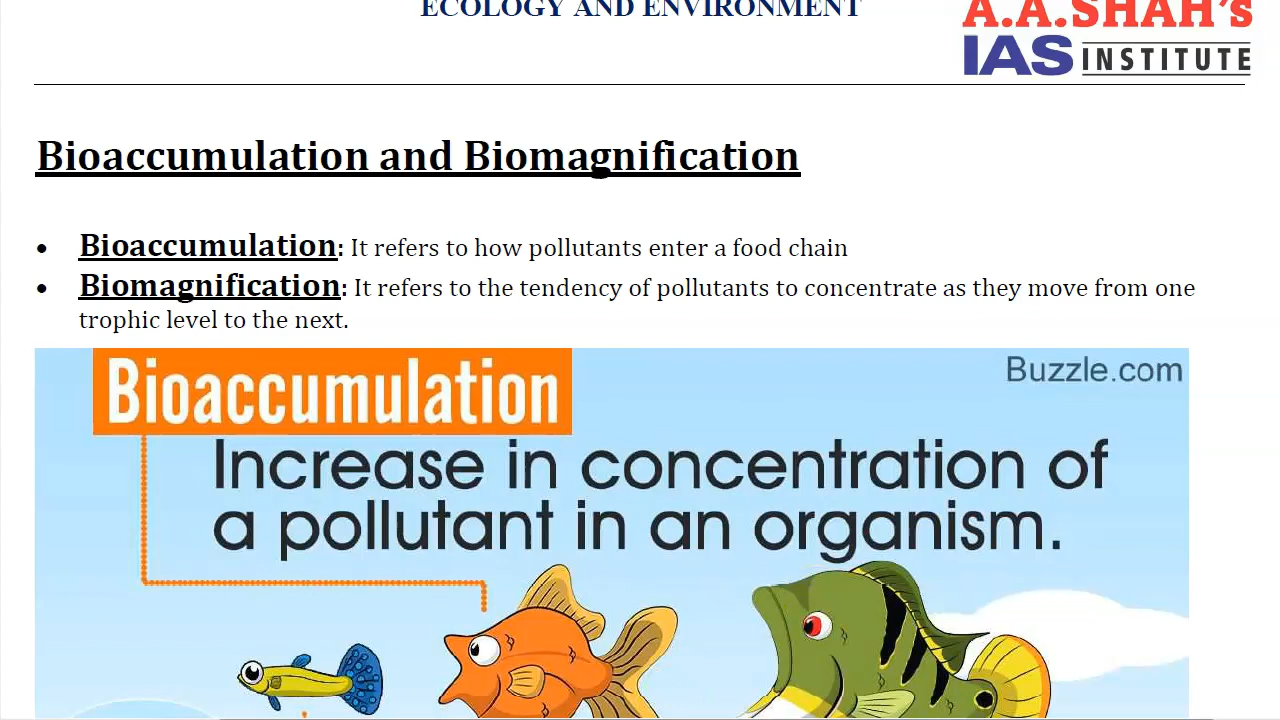 ECOLOGY AND ENVIRONMENT
A.A.SHAH's
IAS INSTITUTE
Bioaccumulation and Biomagnification
• Bioaccumulation: It refers to how pollutants enter a food chain
• Biomagnification: It refers to the tendency of pollutants to concentrate as they move from one
trophic level to the next.
Bioaccumulation
Buzzle.com
Increase in concentration of
a pollutant in an organism.